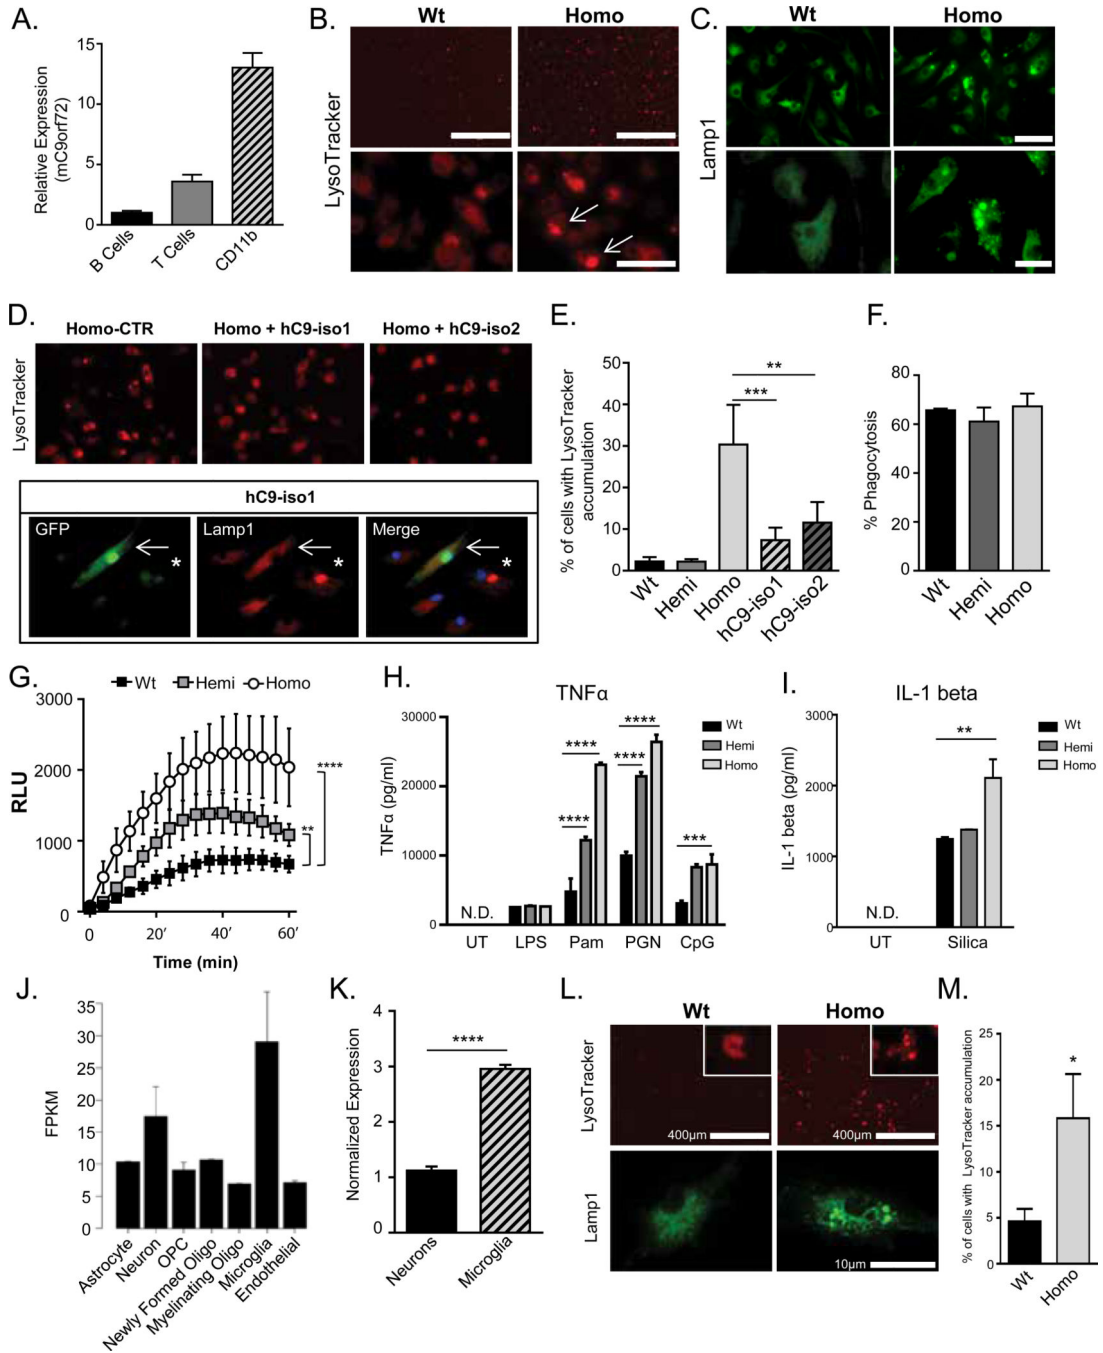 A.
Relative Expression
(mC9orf72)
15
10
5
0
B Cells
T Cells
CD11b
B.
Wt
Homo
LysoTracker
C.
Wt
Homo
Lamp1
D.
Homo-CTR
Homo + hC9-iso1
Homo + hC9-iso2
LysoTracker
hC9-iso1
GFP
Lamp1
Merge
*
*
*
E.
% of cells with LysoTracker
accumulation
50
40
30
20
10
0
**
***
Wt
Hemi
Homo
hC9-iso1
hC9-iso2
F.
% Phagocytosis
80
60
40
20
0
Wt
Hemi
Homo
G.
Wt
Hemi
Homo
RLU
3000
2000
1000
0
****
**
0
20'
40'
60'
Time (min)
H.
TNFα
TNFα (pg/ml)
30000
20000
10000
0
****
****
****
****
***
Wt
Hemi
Homo
N.D.
UT
LPS
Pam
PGN
CpG
I.
IL-1 beta
IL-1 beta (pg/ml)
3000
2000
1000
0
**
Wt
Hemi
Homo
N.D.
UT
Silica
J.
FPKM
35
30
25
20
15
10
5
0
Astrocyte
Neuron
OPC
Newly Formed Oligo
Myelinating Oligo
Microglia
Endothelial
K.
Normalized Expression
4
3
2
1
0
****
Neurons
Microglia
L.
Wt
Homo
LysoTracker
400µm
400µm
Lamp1
10µm
M.
% of cells with LysoTracker accumulation
25
20
15
10
5
0
*
Wt
Homo